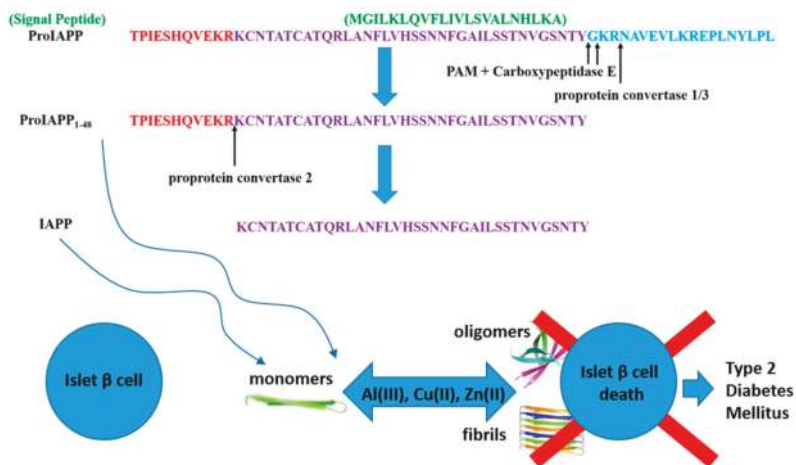 (Signal Peptide) (MGILKLQVFLIVLSVALNHLKA)
ProIAPP TPIESHQVEKRKCNTATCATQRLANFLVHSSNNFGAILSSTNVGSNTYGKRNAVEVLKREPLNYLPL
PAM + Carboxypeptidase E
proprotein convertase 1/3
ProIAPP1-48 TPIESHQVEKRKCNTATCATQRLANFLVHSSNNFGAILSSTNVGSNTY
proprotein convertase 2
IAPP KCNTATCATQRLANFLVHSSNNFGAILSSTNVGSNTY
Islet β cell
monomers
Al(III), Cu(II), Zn(II)
oligomers
fibrils
Islet β cell
death
Type 2
Diabetes
Mellitus